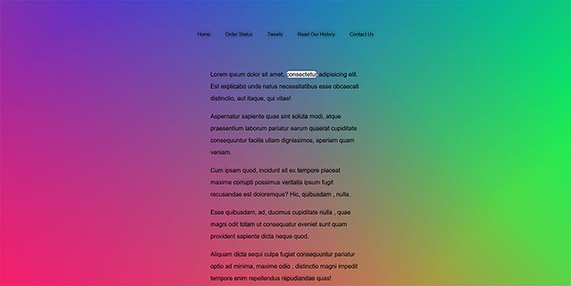 Home Order Status Tweets Read Our History Contact Us
Lorem ipsum dolor sit amet, consectetur adipisicing elit.
Est explicabo unde natus necessitatibus esse obcaecati
distinctio, aut itaque, qui vitae!
Aspernatur sapiente quae sint soluta modi, atque
praesentium laborum pariatur earum quaerat cupiditate
consequuntur facilis ullam dignissimos, aperiam quam
veniam.
Cum ipsam quod, incidunt sit ex tempore placeat
maxime corrupti possimus veritatis ipsum fugit
recusandae est doloremque? Hic, quibusdam , nulla.
Esse quibusdam, ad, ducimus cupiditate nulla , quae
magni odit totam ut consequatur eveniet sunt quam
provident sapiente dicta neque quod.
Aliquam dicta sequi culpa fugiat consequuntur pariatur
optio ad minima, maxime odio , distinctio magni impedit
tempore enim repellendus repudiandae quas!